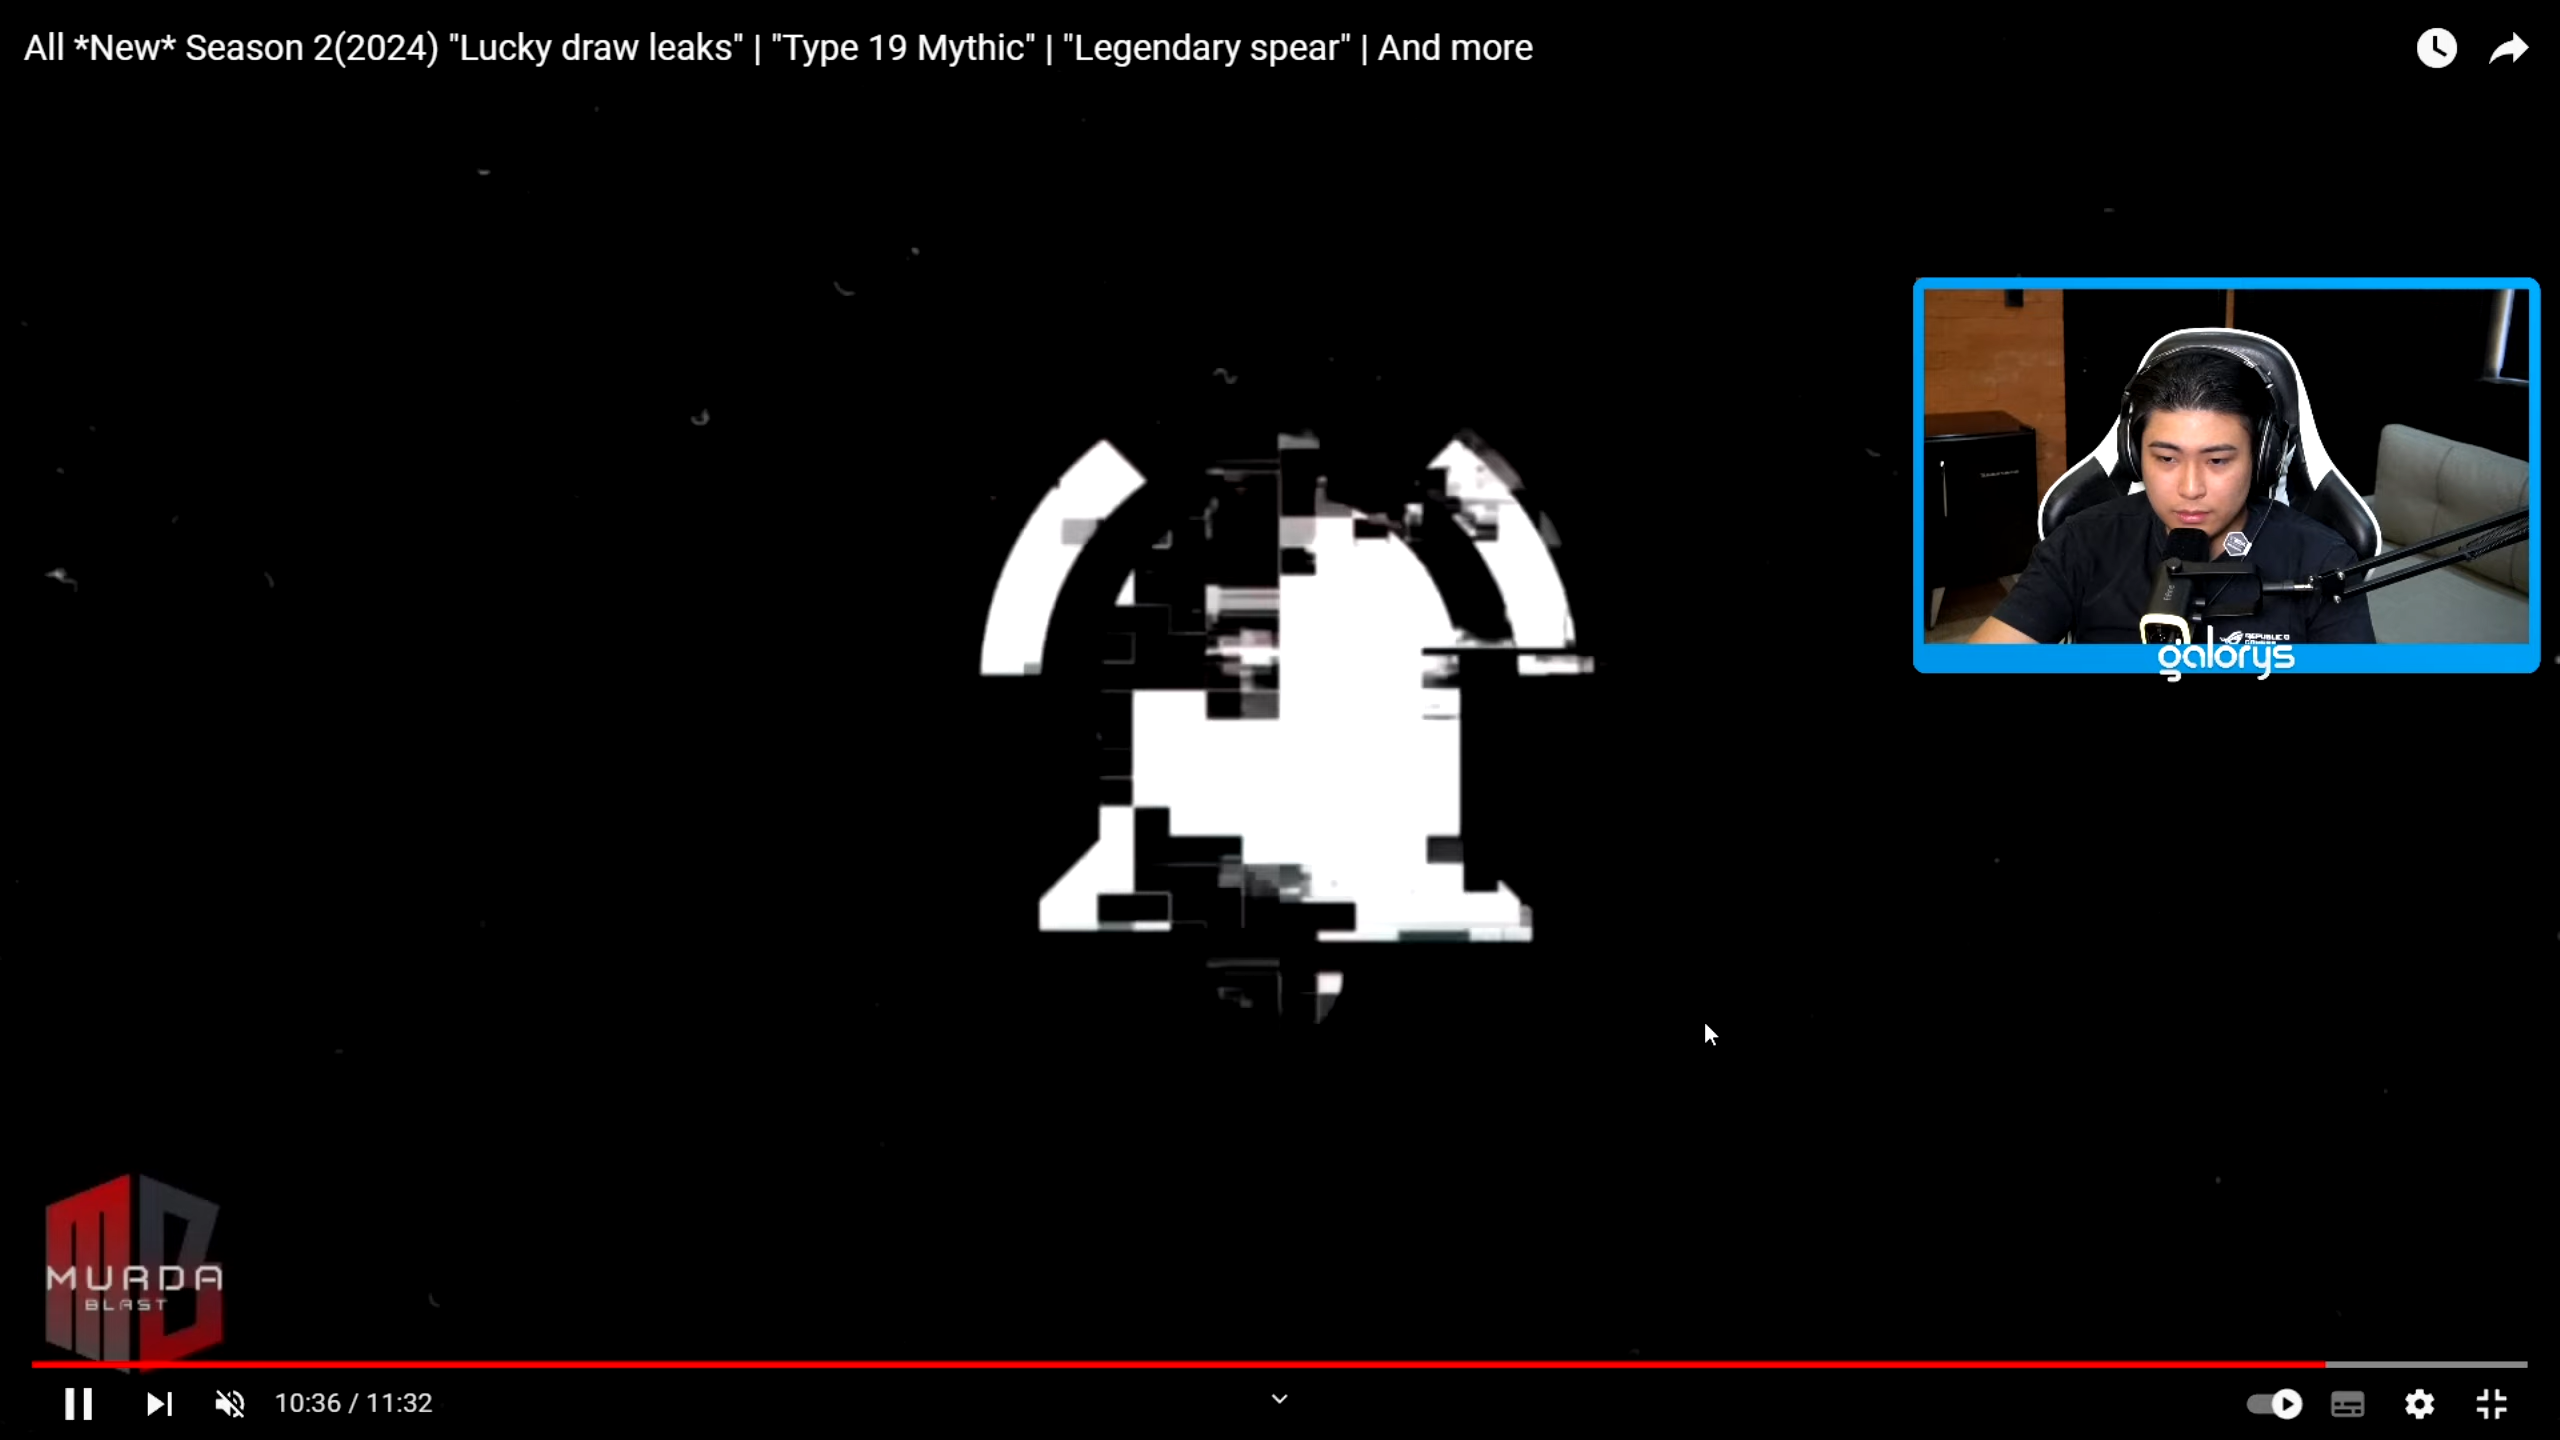 All *New* Season 2(2024) "Lucky draw leaks" | "Type 19 Mythic" | "Legendary spear" | And more
galorys
MURDA
BLAST
10:36 / 11:32